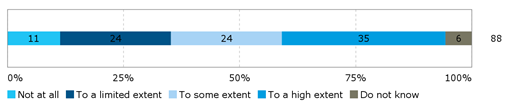 11 24 24 35 6 88
0% 25% 50% 75% 100%
Not at all To a limited extent To some extent To a high extent Do not know